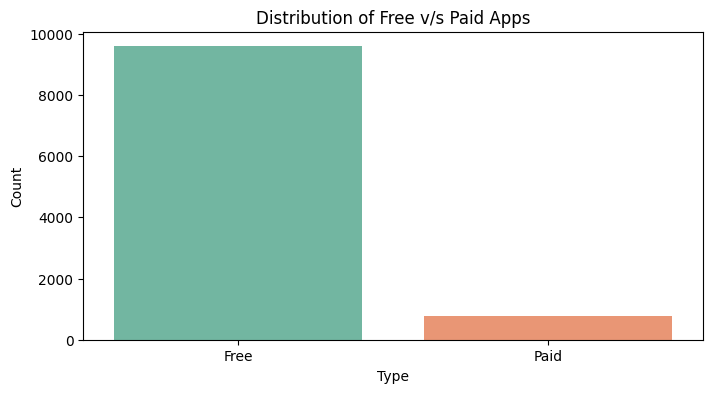 Distribution of Free v/s Paid Apps
10000
8000
6000
4000
2000
0
Count
Free Paid
Type